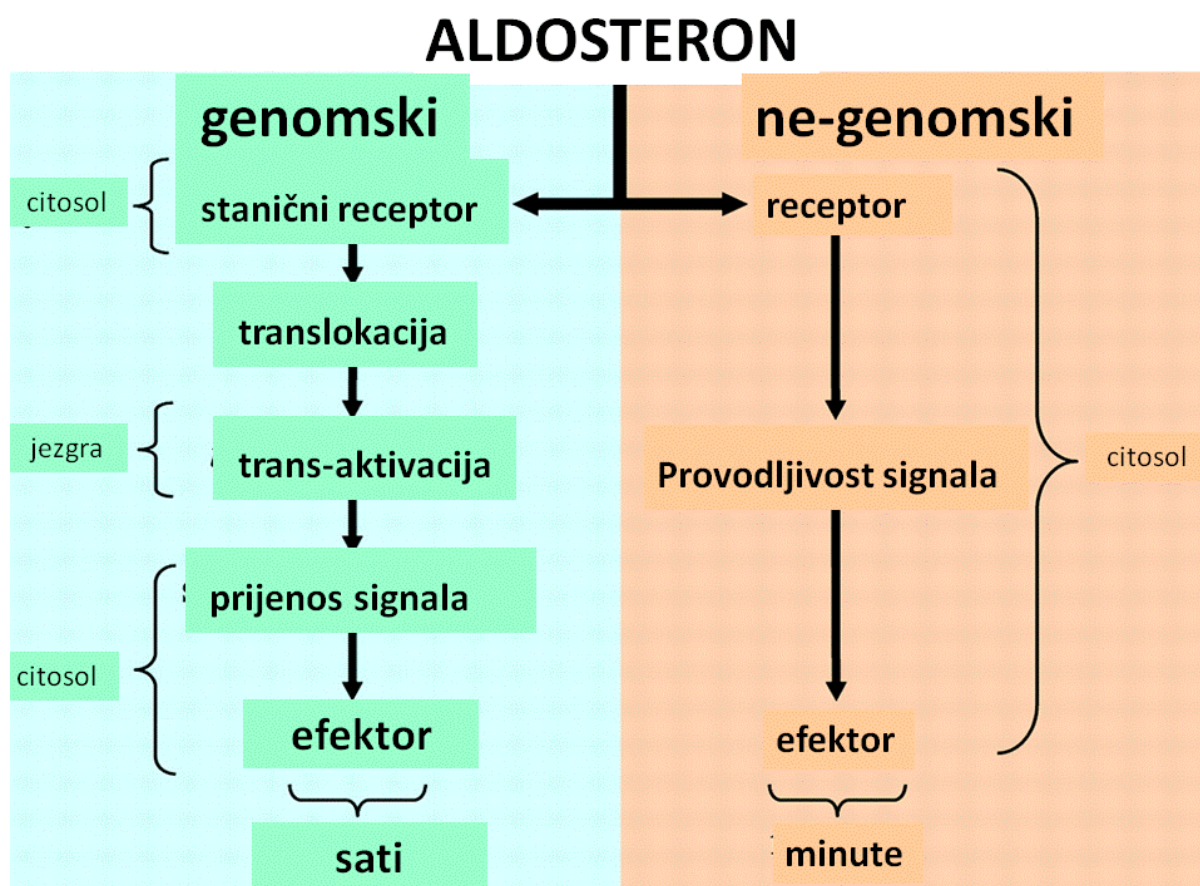 ALDOSTERON
genomski
ne-genomski
citosol
stanični receptor
receptor
translokacija
jezgra
trans-aktivacija
Provodljivost signala
citosol
prijenos signala
citosol
efektor
efektor
sati
minute